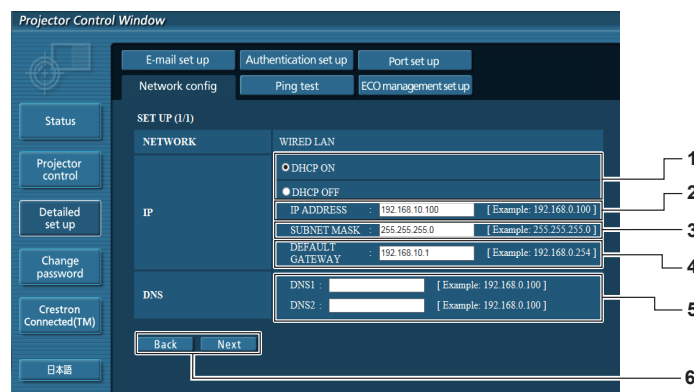 Projector Control Window
E-mail set up
Authentication set up
Port set up
Network config
Ping test
ECO management set up
Status
Projector
control
Detailed
set up
Change
password
Crestron
Connected(TM)
日本語
SET UP (1/1)
NETWORK
WIRED LAN
IP
DHCP ON
DHCP OFF
IP ADDRESS : 192.168.10.100 [ Example: 192.168.0.100 ]
SUBNET MASK : 255.255.255.0 [ Example: 255.255.255.0 ]
DEFAULT
GATEWAY : 192.168.10.1 [ Example: 192.168.0.254 ]
DNS
DNS1 : [ Example: 192.168.0.100 ]
DNS2 : [ Example: 192.168.0.100 ]
Back Next
1
2
3
4
5
6